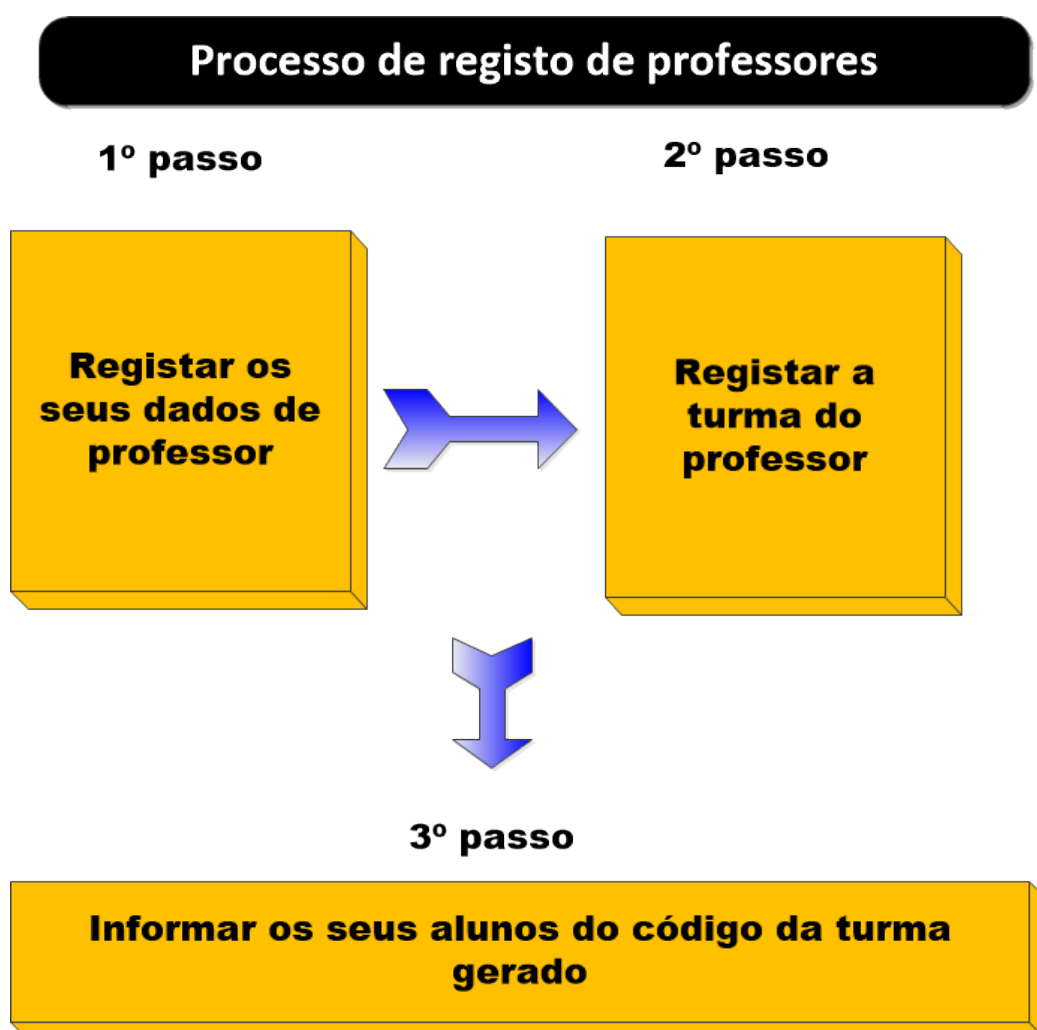 Processo de registo de professores
1º passo
2º passo
Registar os
seus dados de
professor
Registar a
turma do
professor
3º passo
Informar os seus alunos do código da turma
gerado